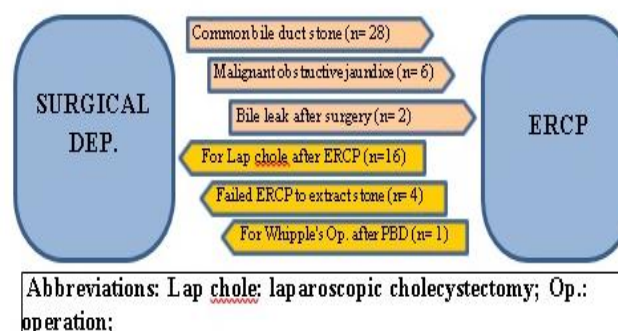 SURGICAL
DEP.
Common bile duct stone (n= 28)
Malignant obstructive jaundice (n= 6)
Bile leak after surgery (n= 2)
For Lap chole after ERCP (n=16)
Failed ERCP to extract stone (n= 4)
For Whipple's Op. after PBD (n= 1)
ERCP
Abbreviations: Lap chole: laparoscopic cholecystectomy; Op.:
operation;